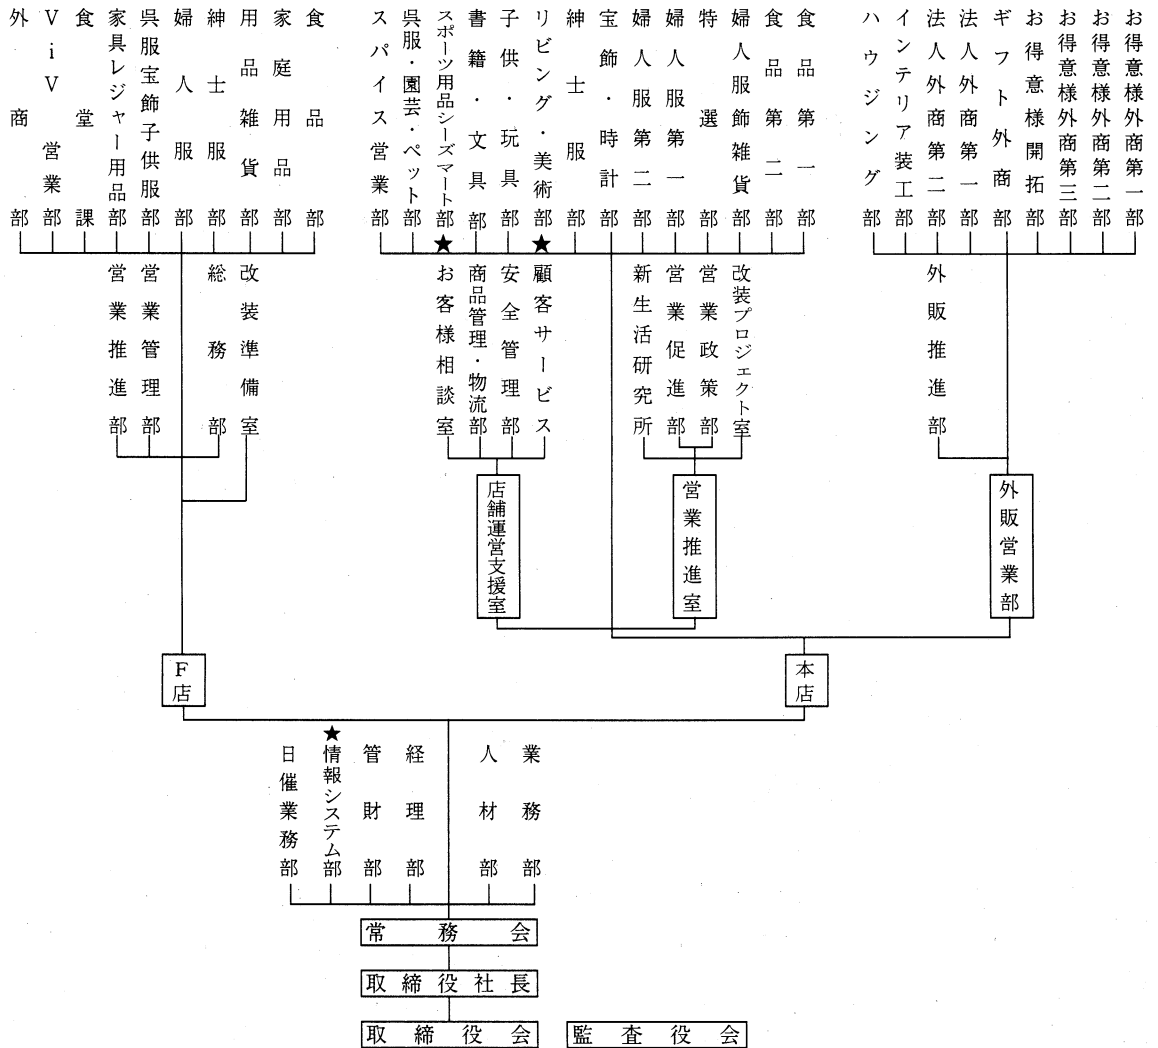 お得意様外商第一部
お得意様外商第二部
お得意様外商第三部
お得意様開拓部
ギフト外商部
法人外商第一部
法人外商第二部
インテリア装工部
ハウジング部
食品第一部
食品第二部
婦人服飾雑貨部
特選部
婦人服第一部
婦人服第二部
宝飾・時計部
紳士服部
リビング・美術部
子供・玩具部
書籍・文具部
スポーツ用品シーズマート部
呉服・園芸・ペット部
スパイス営業部
食品部
家庭用品部
用品雑貨部
紳士服部
婦人服部
呉服宝飾子供服部
家具レジャー用品部
食堂課
ViV営業部
外商部
外販推進部
改装プロジェクト室
営業政策部
営業促進部
新生活研究所
★顧客サービス
安全管理部
商品管理・物流部
★お客様相談室
改装準備室
総務部
営業管理部
営業推進部
外販営業部
営業推進室
店舗運営支援室
本店
F店
業務部
人材部
経理部
管財部
★情報システム部
日催業務部
常務会
取締役社長
取締役会
監査役会